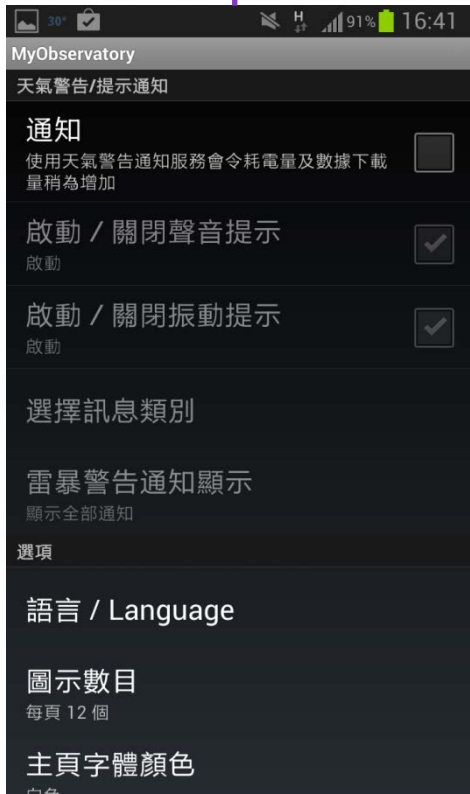 30° H 91% 16:41
MyObservatory
天氣警告/提示通知
通知
使用天氣警告通知服務會令耗電量及數據下載
量稍為增加
啟動 / 關閉聲音提示
啟動
啟動 / 關閉振動提示
啟動
選擇訊息類別
雷暴警告通知顯示
顯示全部通知
選項
語言 / Language
圖示數目
每頁 12 個
主頁字體顏色